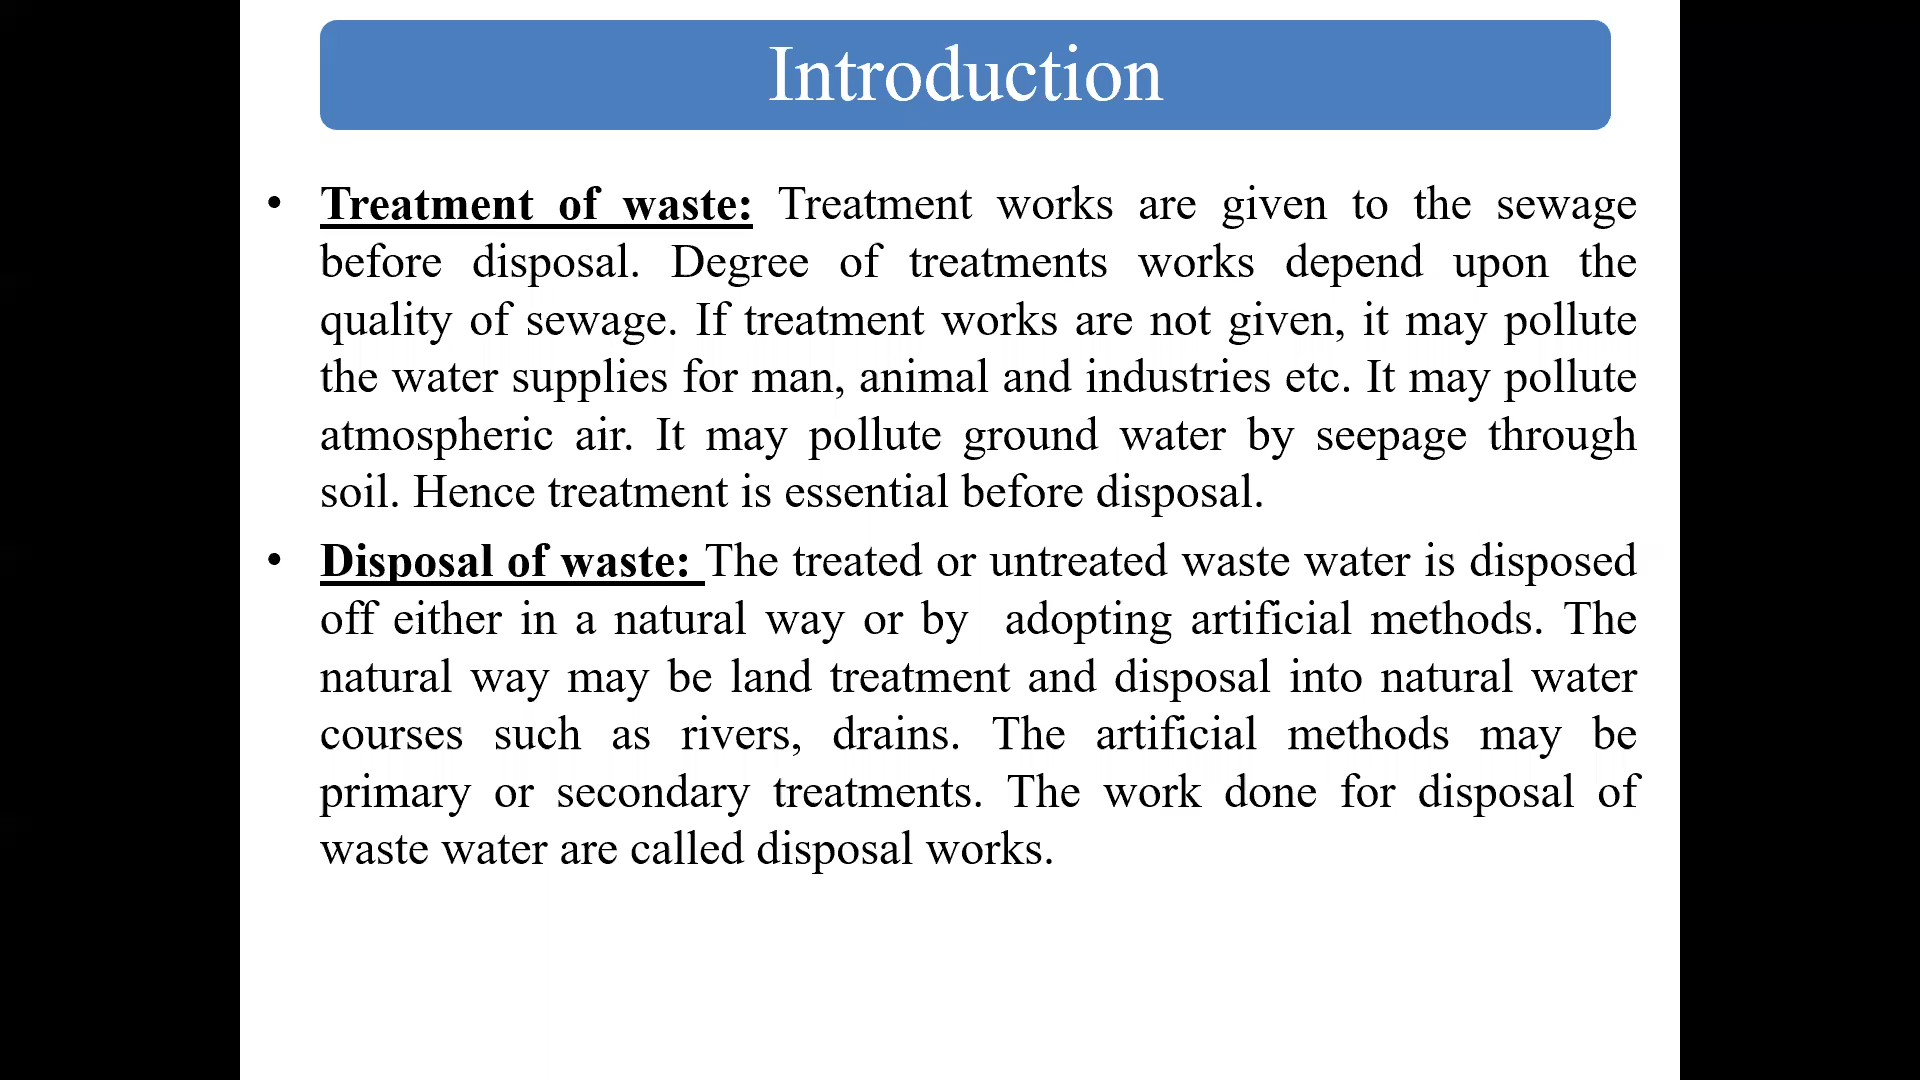 Introduction
• Treatment of waste: Treatment works are given to the sewage
before disposal. Degree of treatments works depend upon the
quality of sewage. If treatment works are not given, it may pollute
the water supplies for man, animal and industries etc. It may pollute
atmospheric air. It may pollute ground water by seepage through
soil. Hence treatment is essential before disposal.
• Disposal of waste: The treated or untreated waste water is disposed
off either in a natural way or by adopting artificial methods. The
natural way may be land treatment and disposal into natural water
courses such as rivers, drains. The artificial methods may be
primary or secondary treatments. The work done for disposal of
waste water are called disposal works.